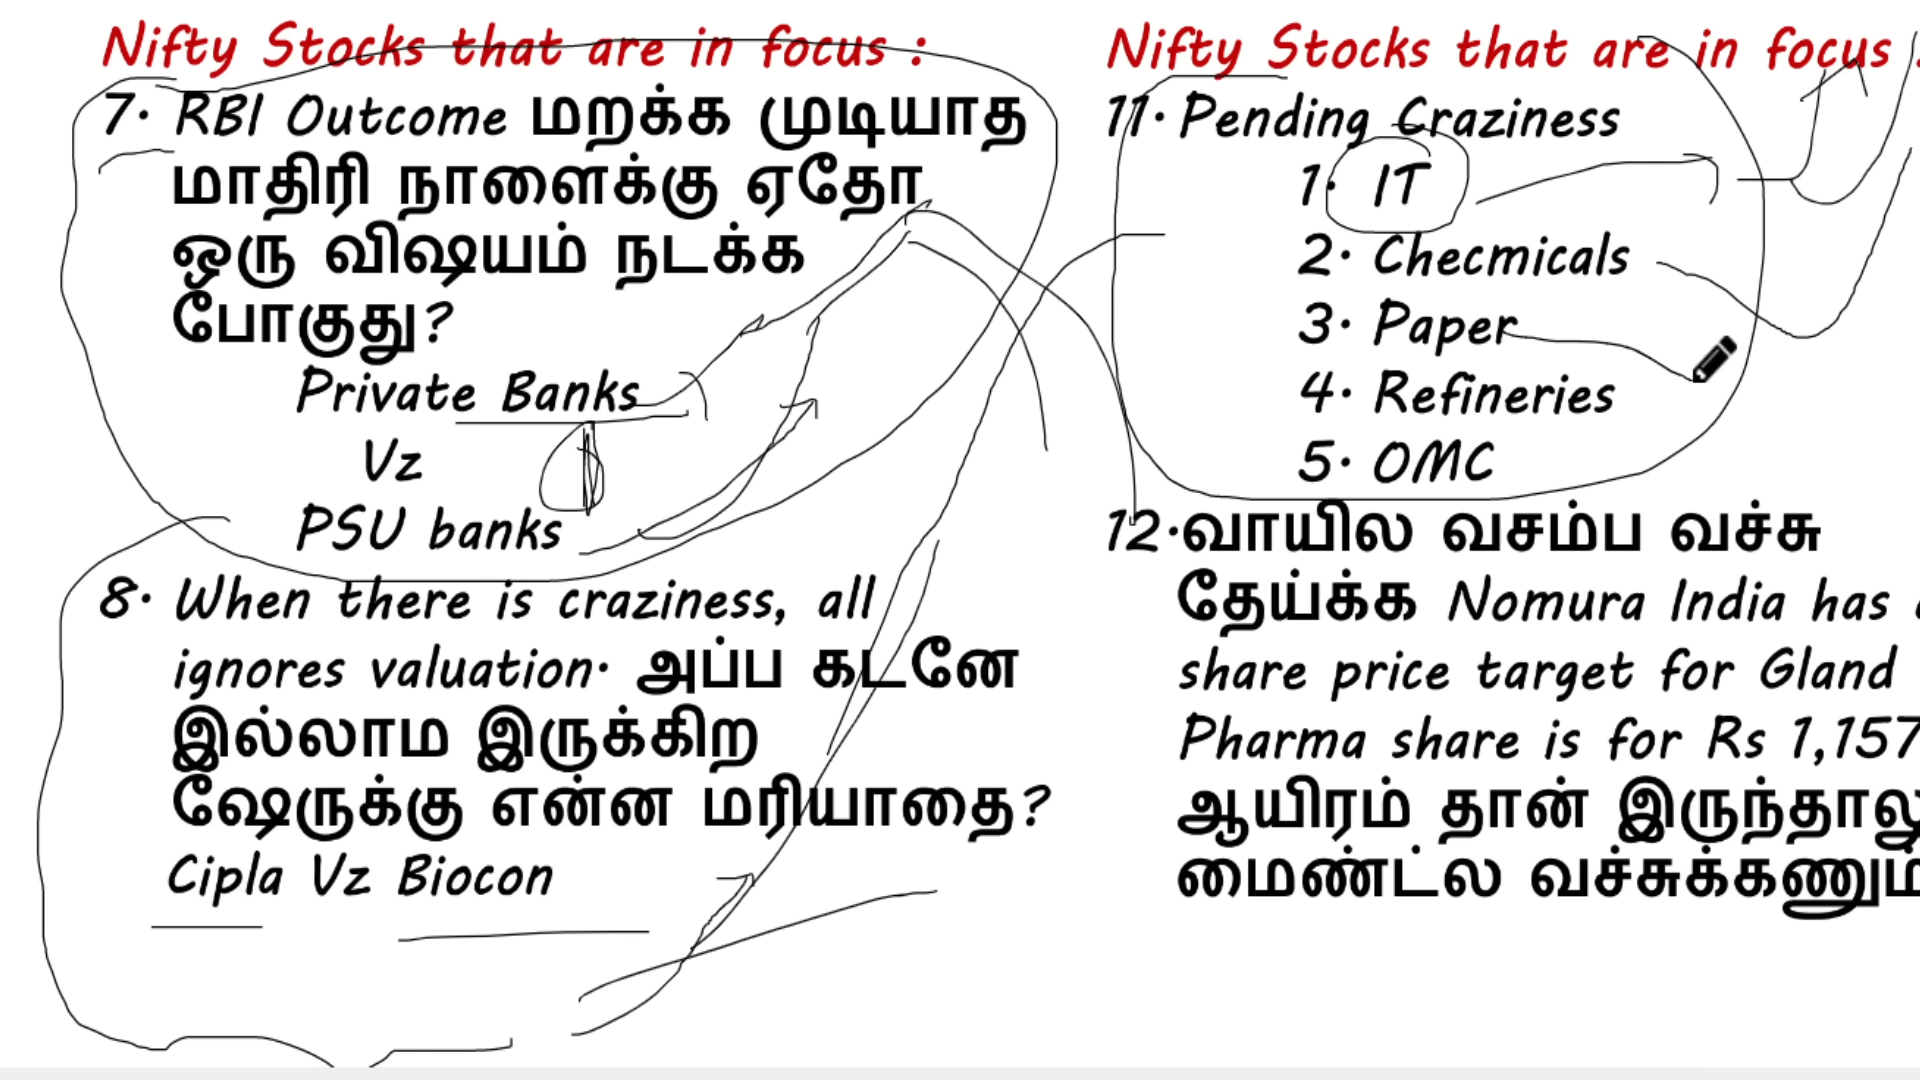 Nifty Stocks that are in focus :
7. RBI Outcome மறக்க முடியாத
மாதிரி நாளைக்கு ஏதோ
ஒரு விஷயம் நடக்க
போகுது?
Private Banks
Vz
PSU banks
8. When there is craziness, all
ignores valuation. அப்ப கடனே
இல்லாம இருக்கிற
ஷேருக்கு என்ன மரியாதை?
Cipla Vz Biocon
Nifty Stocks that are in focus :
11. Pending Craziness
1. IT
2. Checmicals
3. Paper
4. Refineries
5. OMC
12.வாயில வசம்ப வச்சு
தேய்க்க Nomura India has
share price target for Gland
Pharma share is for Rs 1,157
ஆயிரம் தான்
மைண்ட்ல